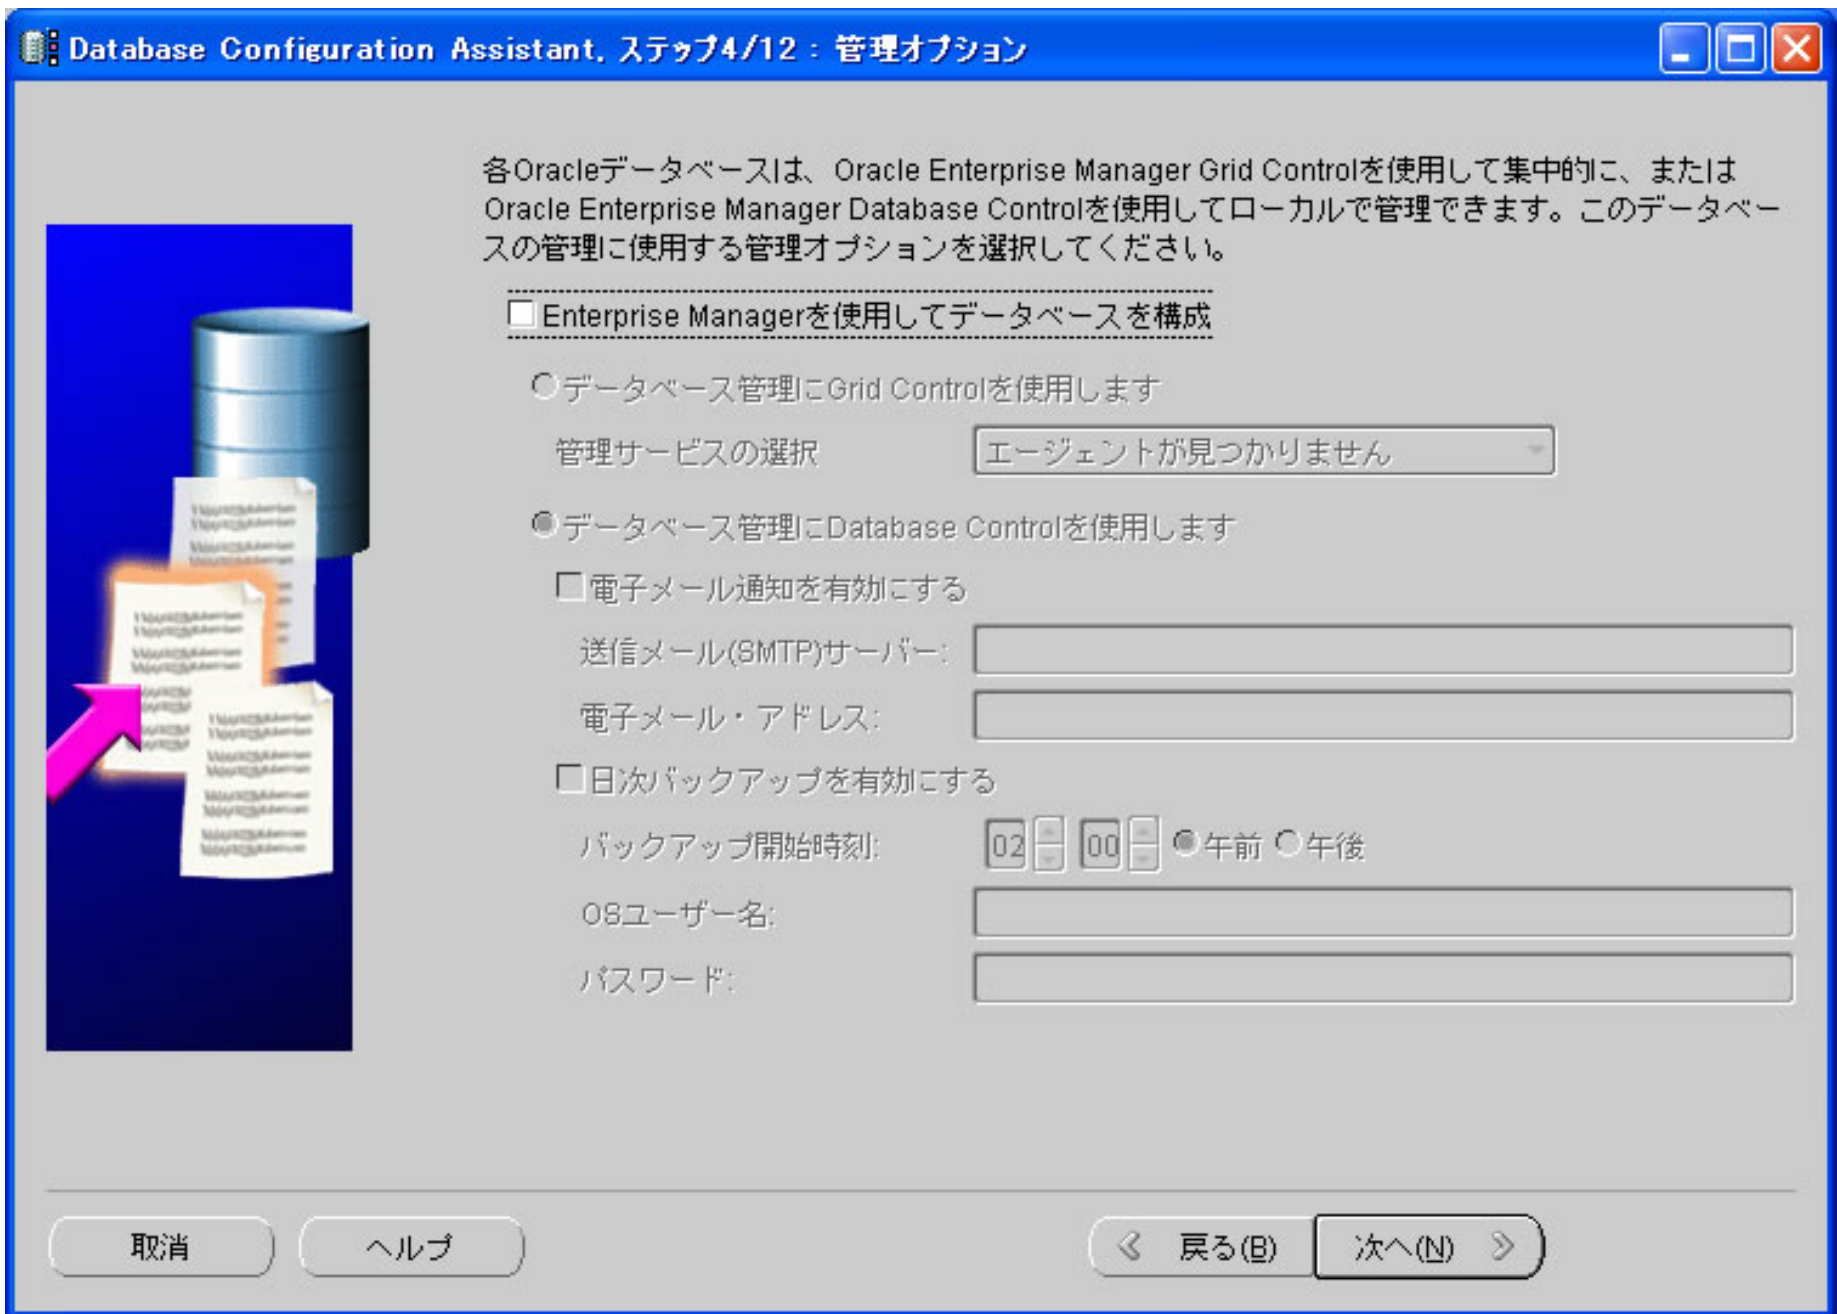 Database Configuration Assistant, ステップ4/12 : 管理オプション
各Oracleデータベースは、Oracle Enterprise Manager Grid Controlを使用して集中的に、または
Oracle Enterprise Manager Database Controlを使用してローカルで管理できます。このデータベー
スの管理に使用する管理オプションを選択してください。
Enterprise Managerを使用してデータベースを構成
データベース管理にGrid Controlを使用します
管理サービスの選択 エージェントが見つかりません
データベース管理にDatabase Controlを使用します
電子メール通知を有効にする
送信メール(SMTP)サーバー:
電子メール・アドレス:
日次バックアップを有効にする
バックアップ開始時刻: 02 00 午前 午後
OSユーザー名:
パスワード:
取消 ヘルプ 戻る(B) 次へ(N)